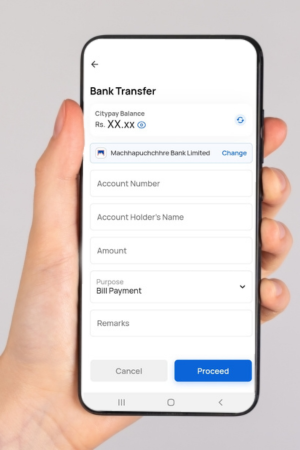 Bank Transfer
Citypay Balance
Rs. XX.xx
Machhapuchchhre Bank Limited Change
Account Number
Account Holder's Name
Amount
Purpose
Bill Payment
Remarks
Cancel Proceed